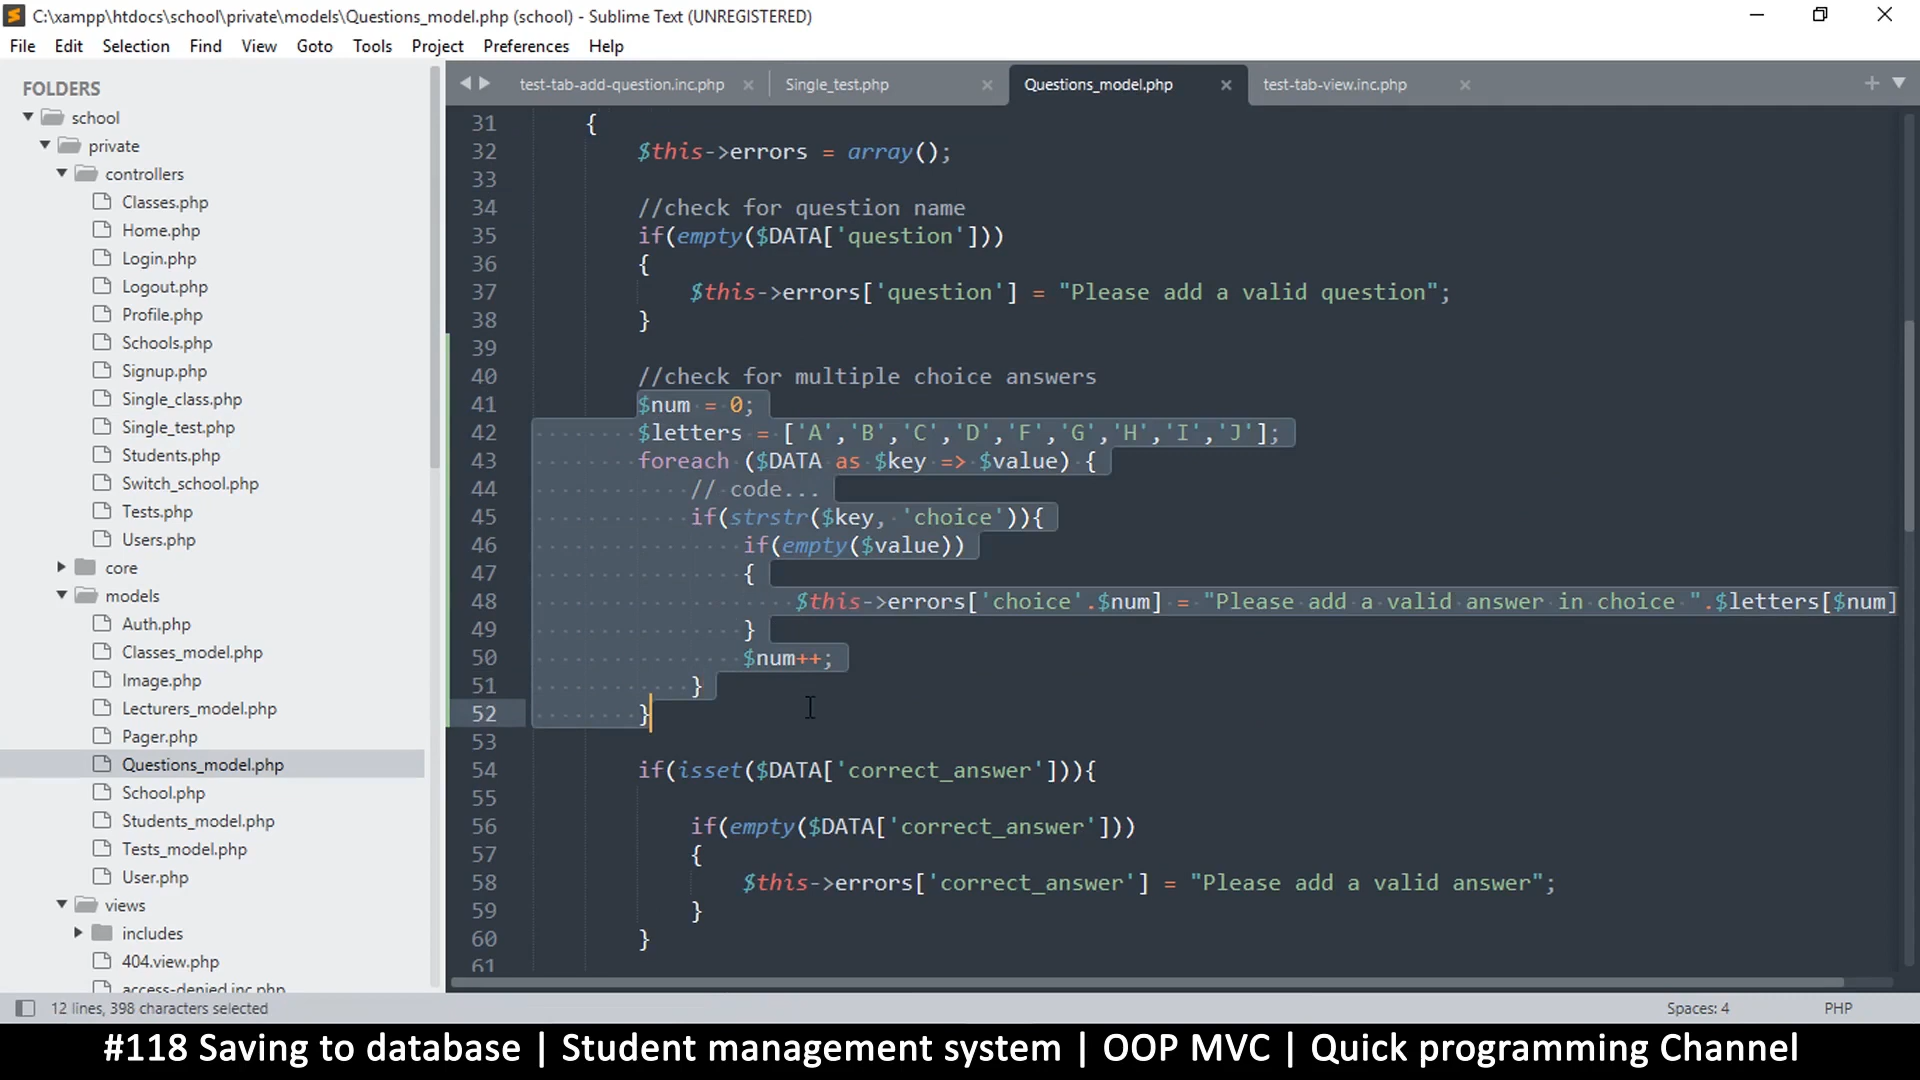 C:\xampp\htdocs\school\private\models\Questions_model.php (school) - Sublime Text (UNREGISTERED)
File Edit Selection Find View Goto Tools Project Preferences Help
FOLDERS
school
private
controllers
Classes.php
Home.php
Login.php
Logout.php
Profile.php
Schools.php
Signup.php
Single_class.php
Single_test.php
Students.php
Switch_school.php
Tests.php
Users.php
core
models
Auth.php
Classes_model.php
Image.php
Lecturers_model.php
Pager.php
Questions_model.php
School.php
Students_model.php
Tests_model.php
User.php
views
includes
404.view.php
access-denied.inc.php
test-tab-add-question.inc.php Single_test.php Questions_model.php test-tab-view.inc.php
31 {
32 $this->errors = array();
33
34 //check for question name
35 if(empty($DATA['question']))
36 {
37 $this->errors['question'] = "Please add a valid question";
38 }
39
40 //check for multiple choice answers
41 $num = 0;
42 $letters = ['A','B','C','D','F','G','H','I','J'];
43 foreach ($DATA as $key => $value) {
44 // code...
45 if(strstr($key, 'choice')){
46 if(empty($value))
47 {
48 $this->errors['choice'.$num] = "Please add a valid answer in choice ".$letters[$num]
49 }
50 $num++;
51 }
52 }
53
54 if(isset($DATA['correct_answer'])){
55
56 if(empty($DATA['correct_answer']))
57 {
58 $this->errors['correct_answer'] = "Please add a valid answer";
59 }
60 }
61
12 lines, 398 characters selected Spaces: 4 PHP
#118 Saving to database | Student management system | OOP MVC | Quick programming Channel